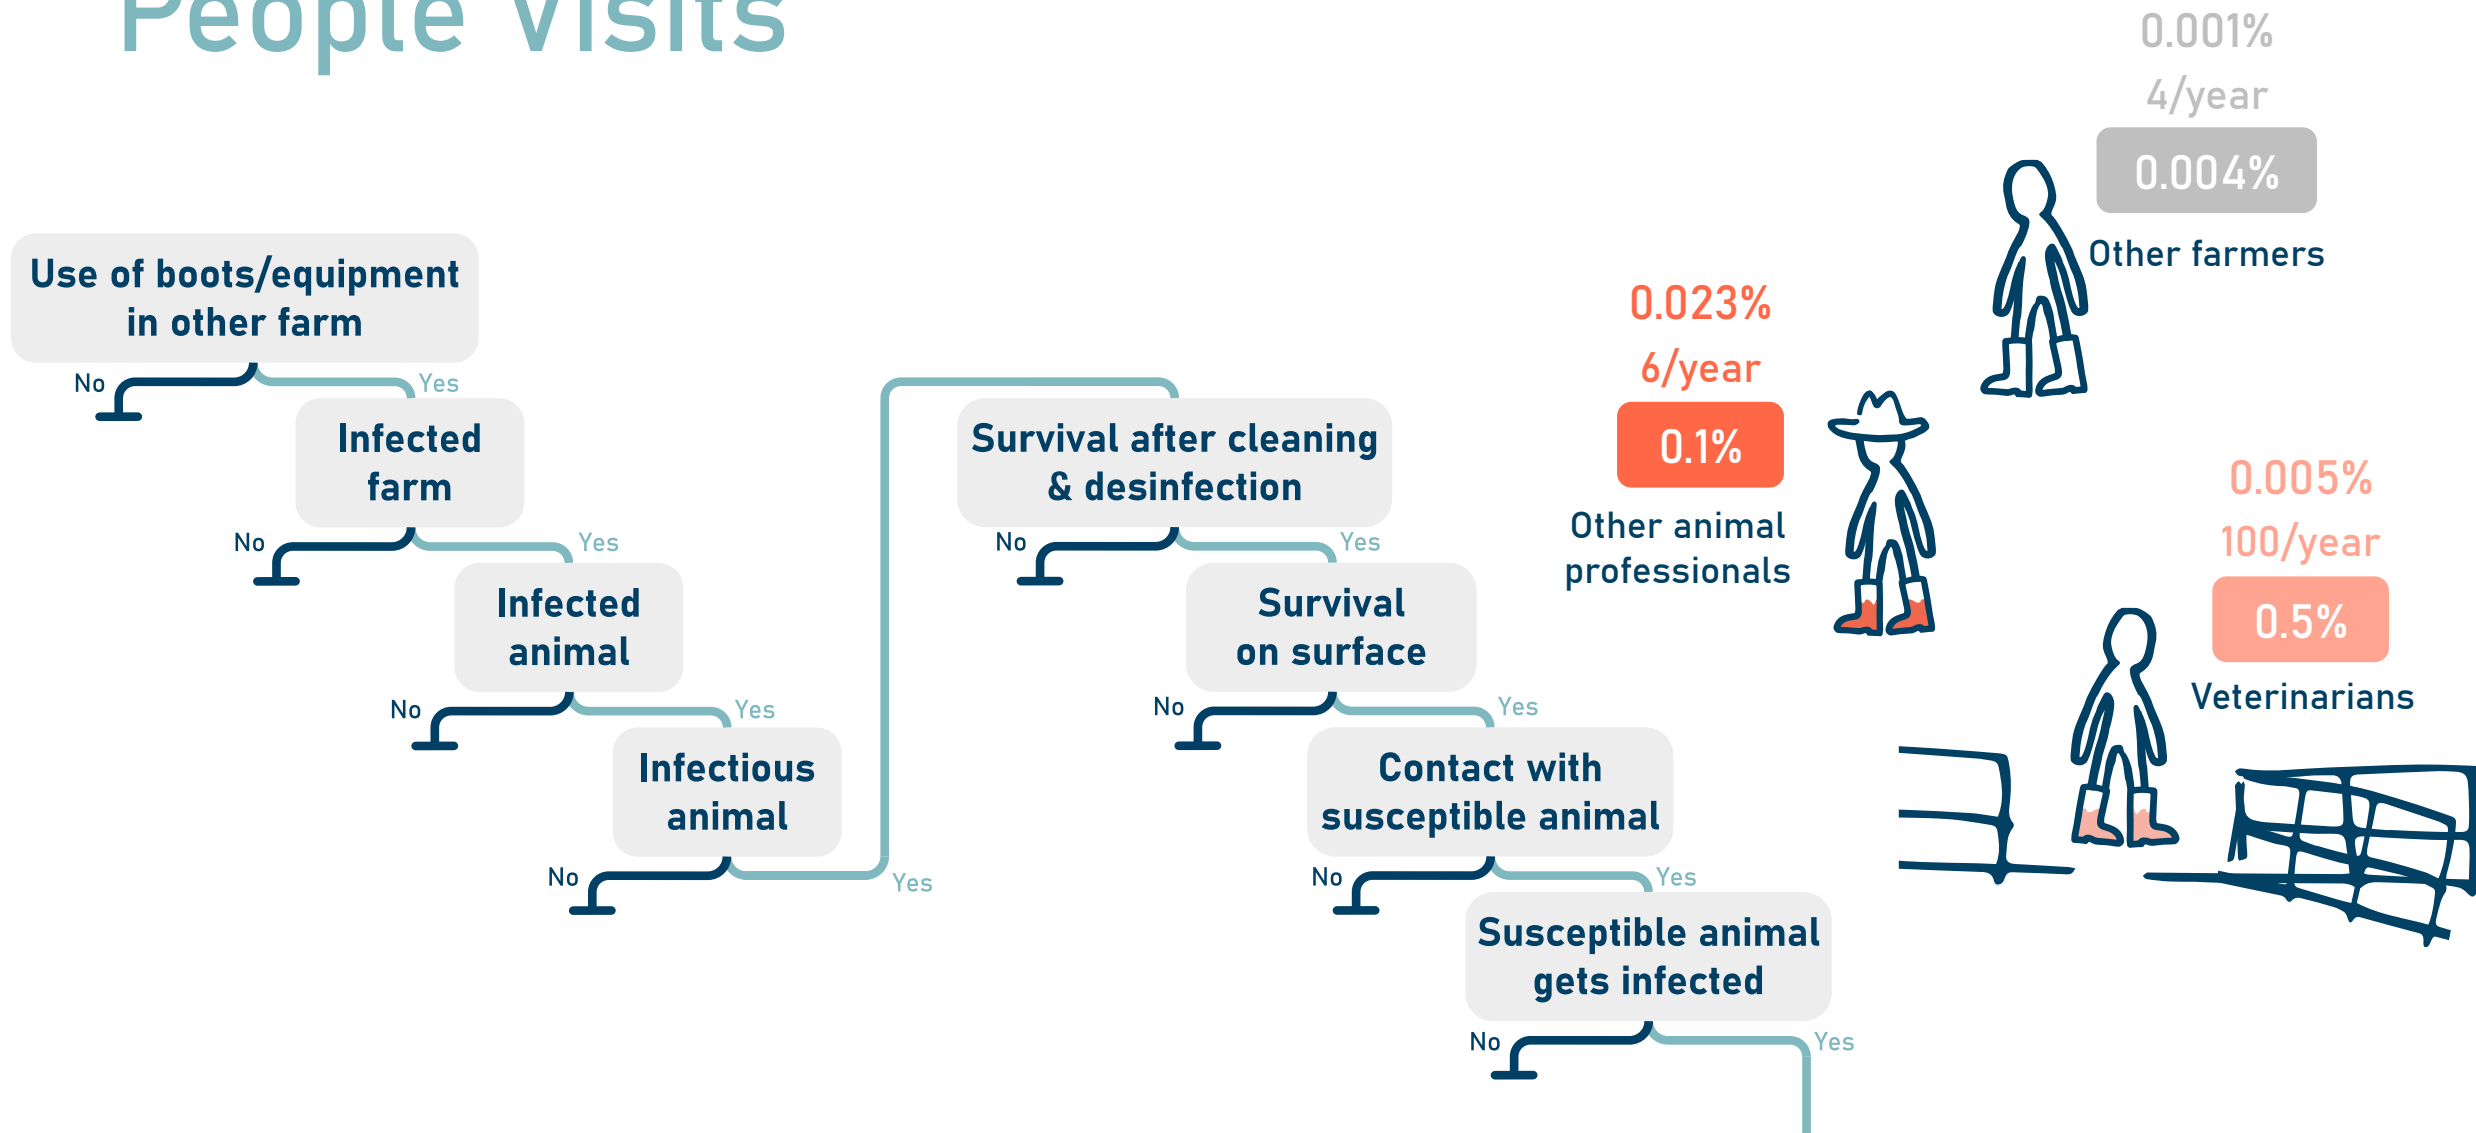 People Visits
Use of boots/equipment
in other farm
No
Yes
Infected
farm
No
Yes
Infected
animal
No
Yes
Infectious
animal
No
Yes
Survival after cleaning
& desinfection
No
Yes
Survival
on surface
No
Yes
Contact with
susceptible animal
No
Yes
Susceptible animal
gets infected
No
Yes
0.001%
4/year
0.004%
Other farmers
0.023%
6/year
0.1%
Other animal
professionals
0.005%
100/year
0.5%
Veterinarians